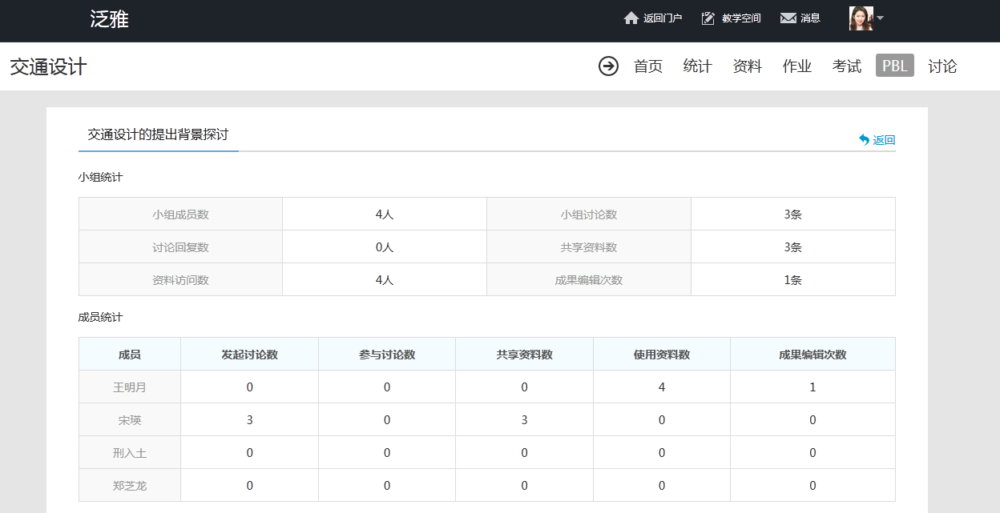 泛雅 返回门户 教学空间 消息
交通设计 首页 统计 资料 作业 考试 PBL 讨论
交通设计的提出背景探讨 返回
小组统计
小组成员数 4人 小组讨论数 3条
讨论回复数 0人 共享资料数 3条
资料访问数 4人 成果编辑次数 1条
成员统计
成员 发起讨论数 参与讨论数 共享资料数 使用资料数 成果编辑次数
王明月 0 0 0 4 1
宋瑛 3 0 3 0 0
刑入土 0 0 0 0 0
郑芝龙 0 0 0 0 0